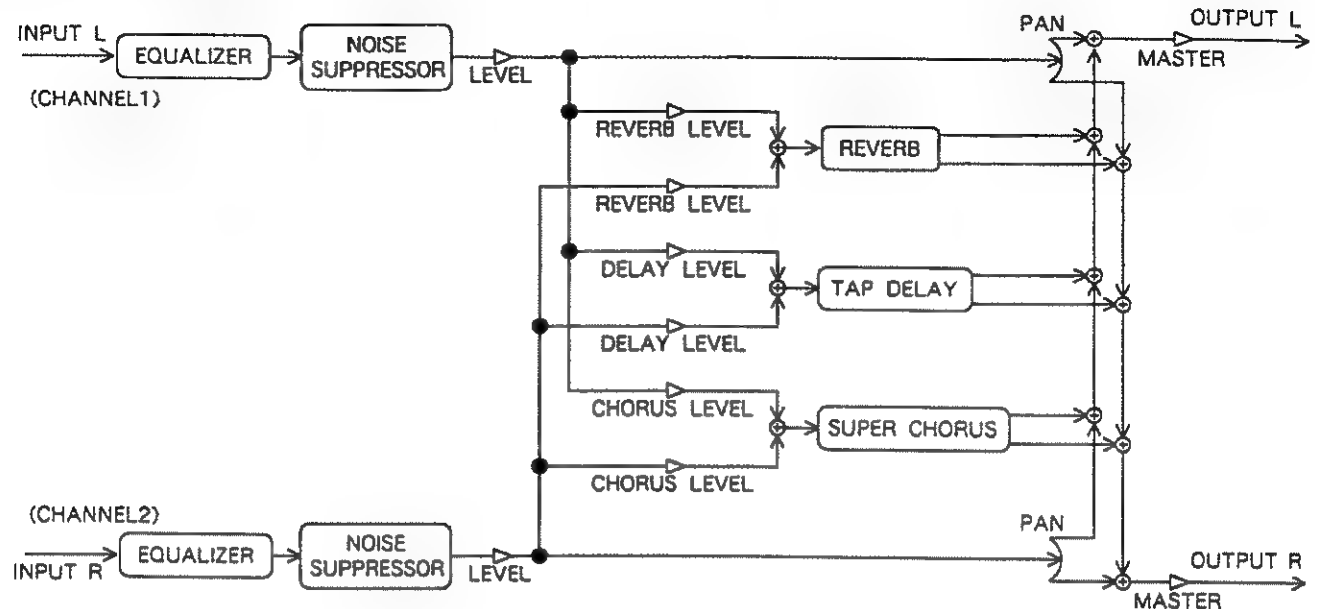 INPUT L
(CHANNEL1)
EQUALIZER
NOISE
SUPPRESSOR
LEVEL
PAN
OUTPUT L
MASTER
REVERB LEVEL
REVERB
REVERB LEVEL
DELAY LEVEL
TAP DELAY
DELAY LEVEL
CHORUS LEVEL
SUPER CHORUS
CHORUS LEVEL
(CHANNEL2)
INPUT R
EQUALIZER
NOISE
SUPPRESSOR
LEVEL
PAN
OUTPUT R
MASTER